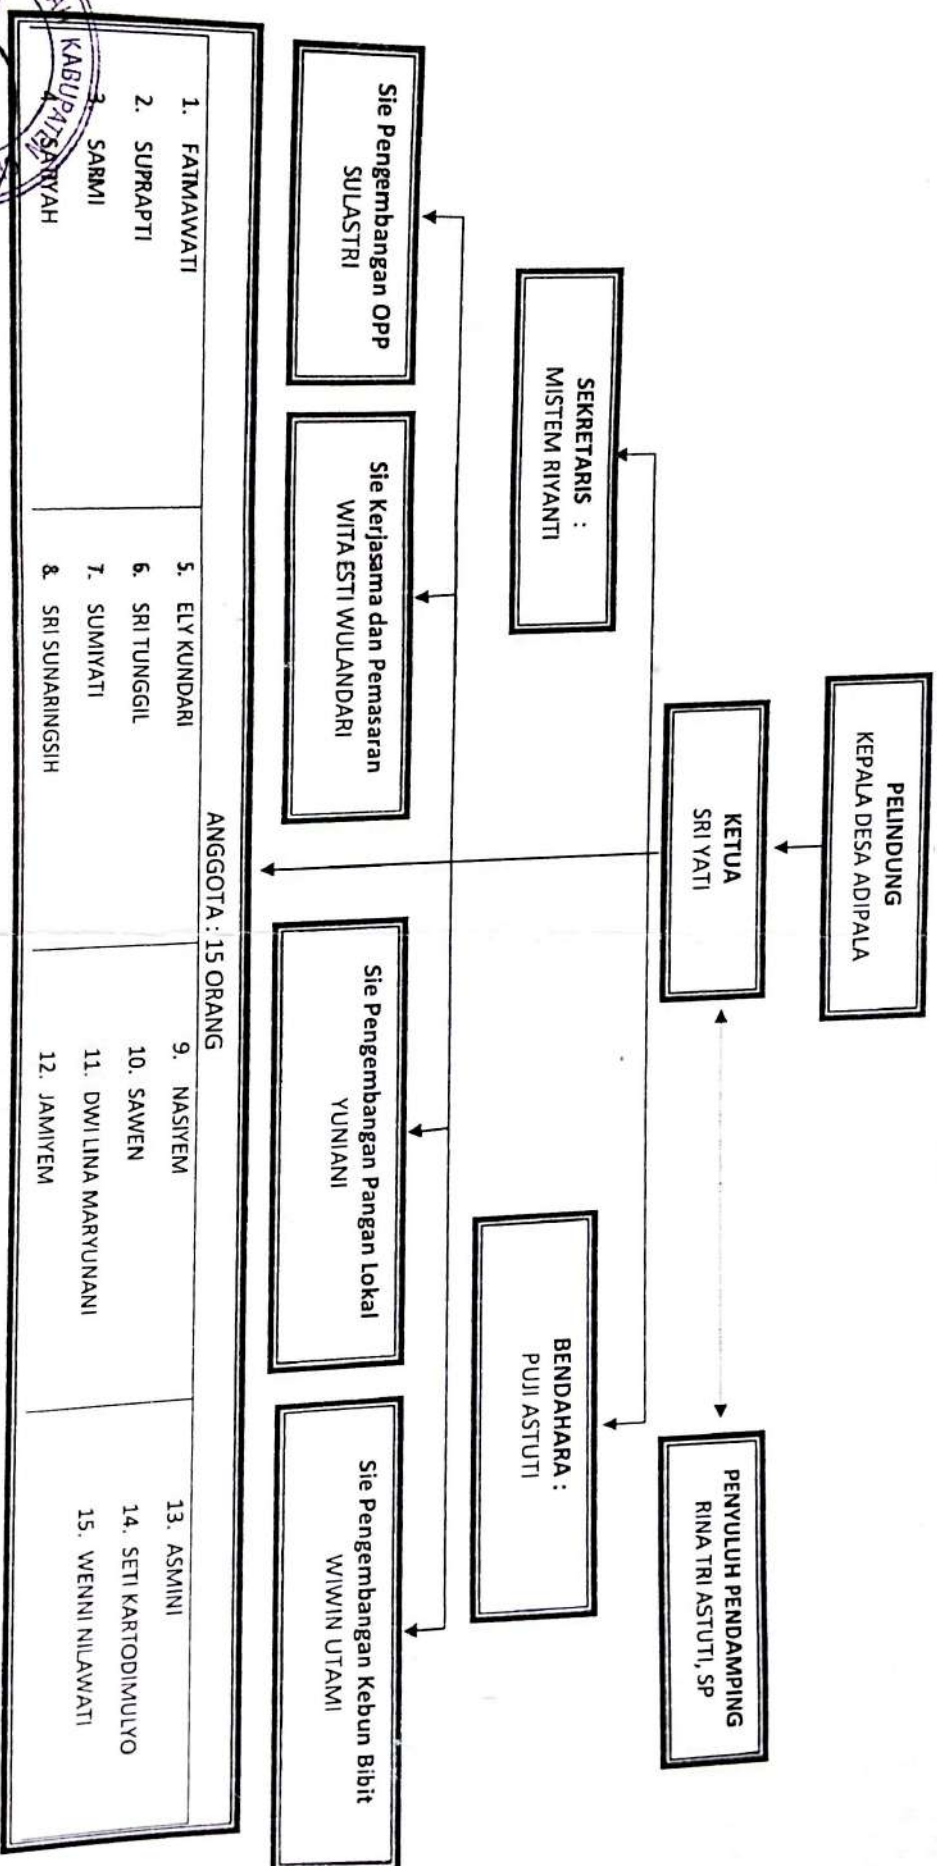 PELINDUNG
KEPALA DESA ADIPALA
KETUA
SRI YATI
PENYULUH PENDAMPING
RINA TRI ASTUTI, SP
SEKRETARIS :
MISTEM RIYANTI
BENDAHARA :
PUJI ASTUTI
Sie Pengembangan OPP
SULASTRI
Sie Kerjasama dan Pemasaran
WITA ESTI WULANDARI
Sie Pengembangan Pangan Lokal
YUNIANI
Sie Pengembangan Kebun Bibit
WIWIN UTAMI
ANGGOTA : 15 ORANG
1. FATMAWATI
2. SUPRAPTI
3. SARMI
4.
5. ELY KUNDARI
6. SRI TUNGGIL
7. SUMIYATI
8. SRI SUNARINGSIH
9. NASIYEM
10. SAWEN
11. DWI LINA MARYUNANI
12. JAMIYEM
13. ASMINI
14. SETI KARTODIMULYO
15. WENNI NILAWATI
KABUPATEN